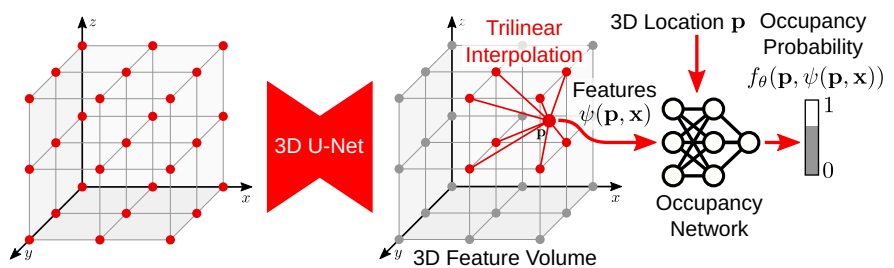 z
x
y
3D U-Net
z
x
y
Trilinear
Interpolation
p
3D Feature Volume
Features
ψ(p, x)
3D Location p
Occupancy
Network
Occupancy
Probability
f_θ(p, ψ(p, x))
1
0